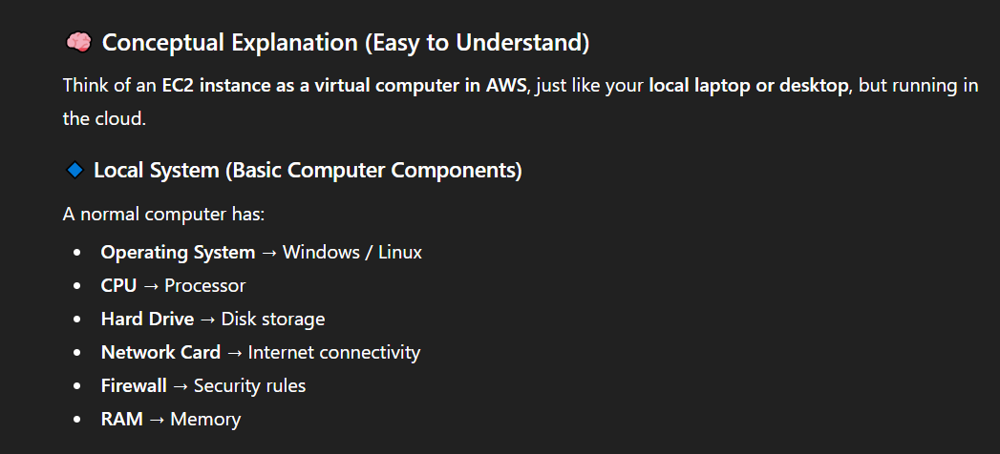 🧠 Conceptual Explanation (Easy to Understand)
Think of an EC2 instance as a virtual computer in AWS, just like your local laptop or desktop, but running in
the cloud.
🔹 Local System (Basic Computer Components)
A normal computer has:
• Operating System → Windows / Linux
• CPU → Processor
• Hard Drive → Disk storage
• Network Card → Internet connectivity
• Firewall → Security rules
• RAM → Memory